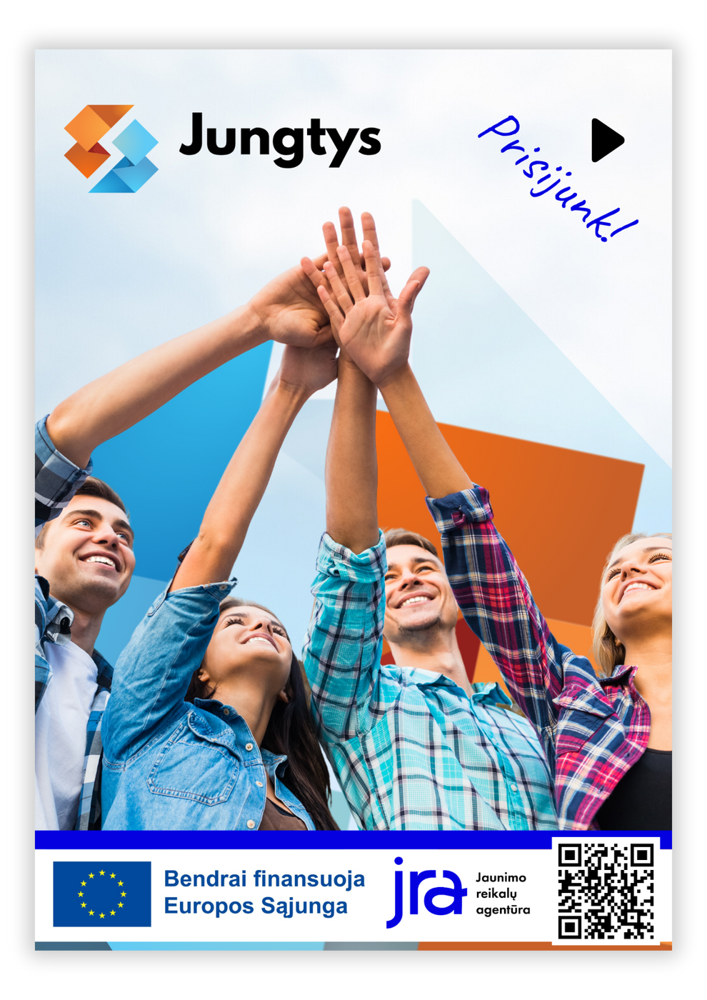 Jungtys
Prisijunk!
Bendrai finansuoja
Europos Sąjunga
jra
Jaunimo
reikalų
agentūra